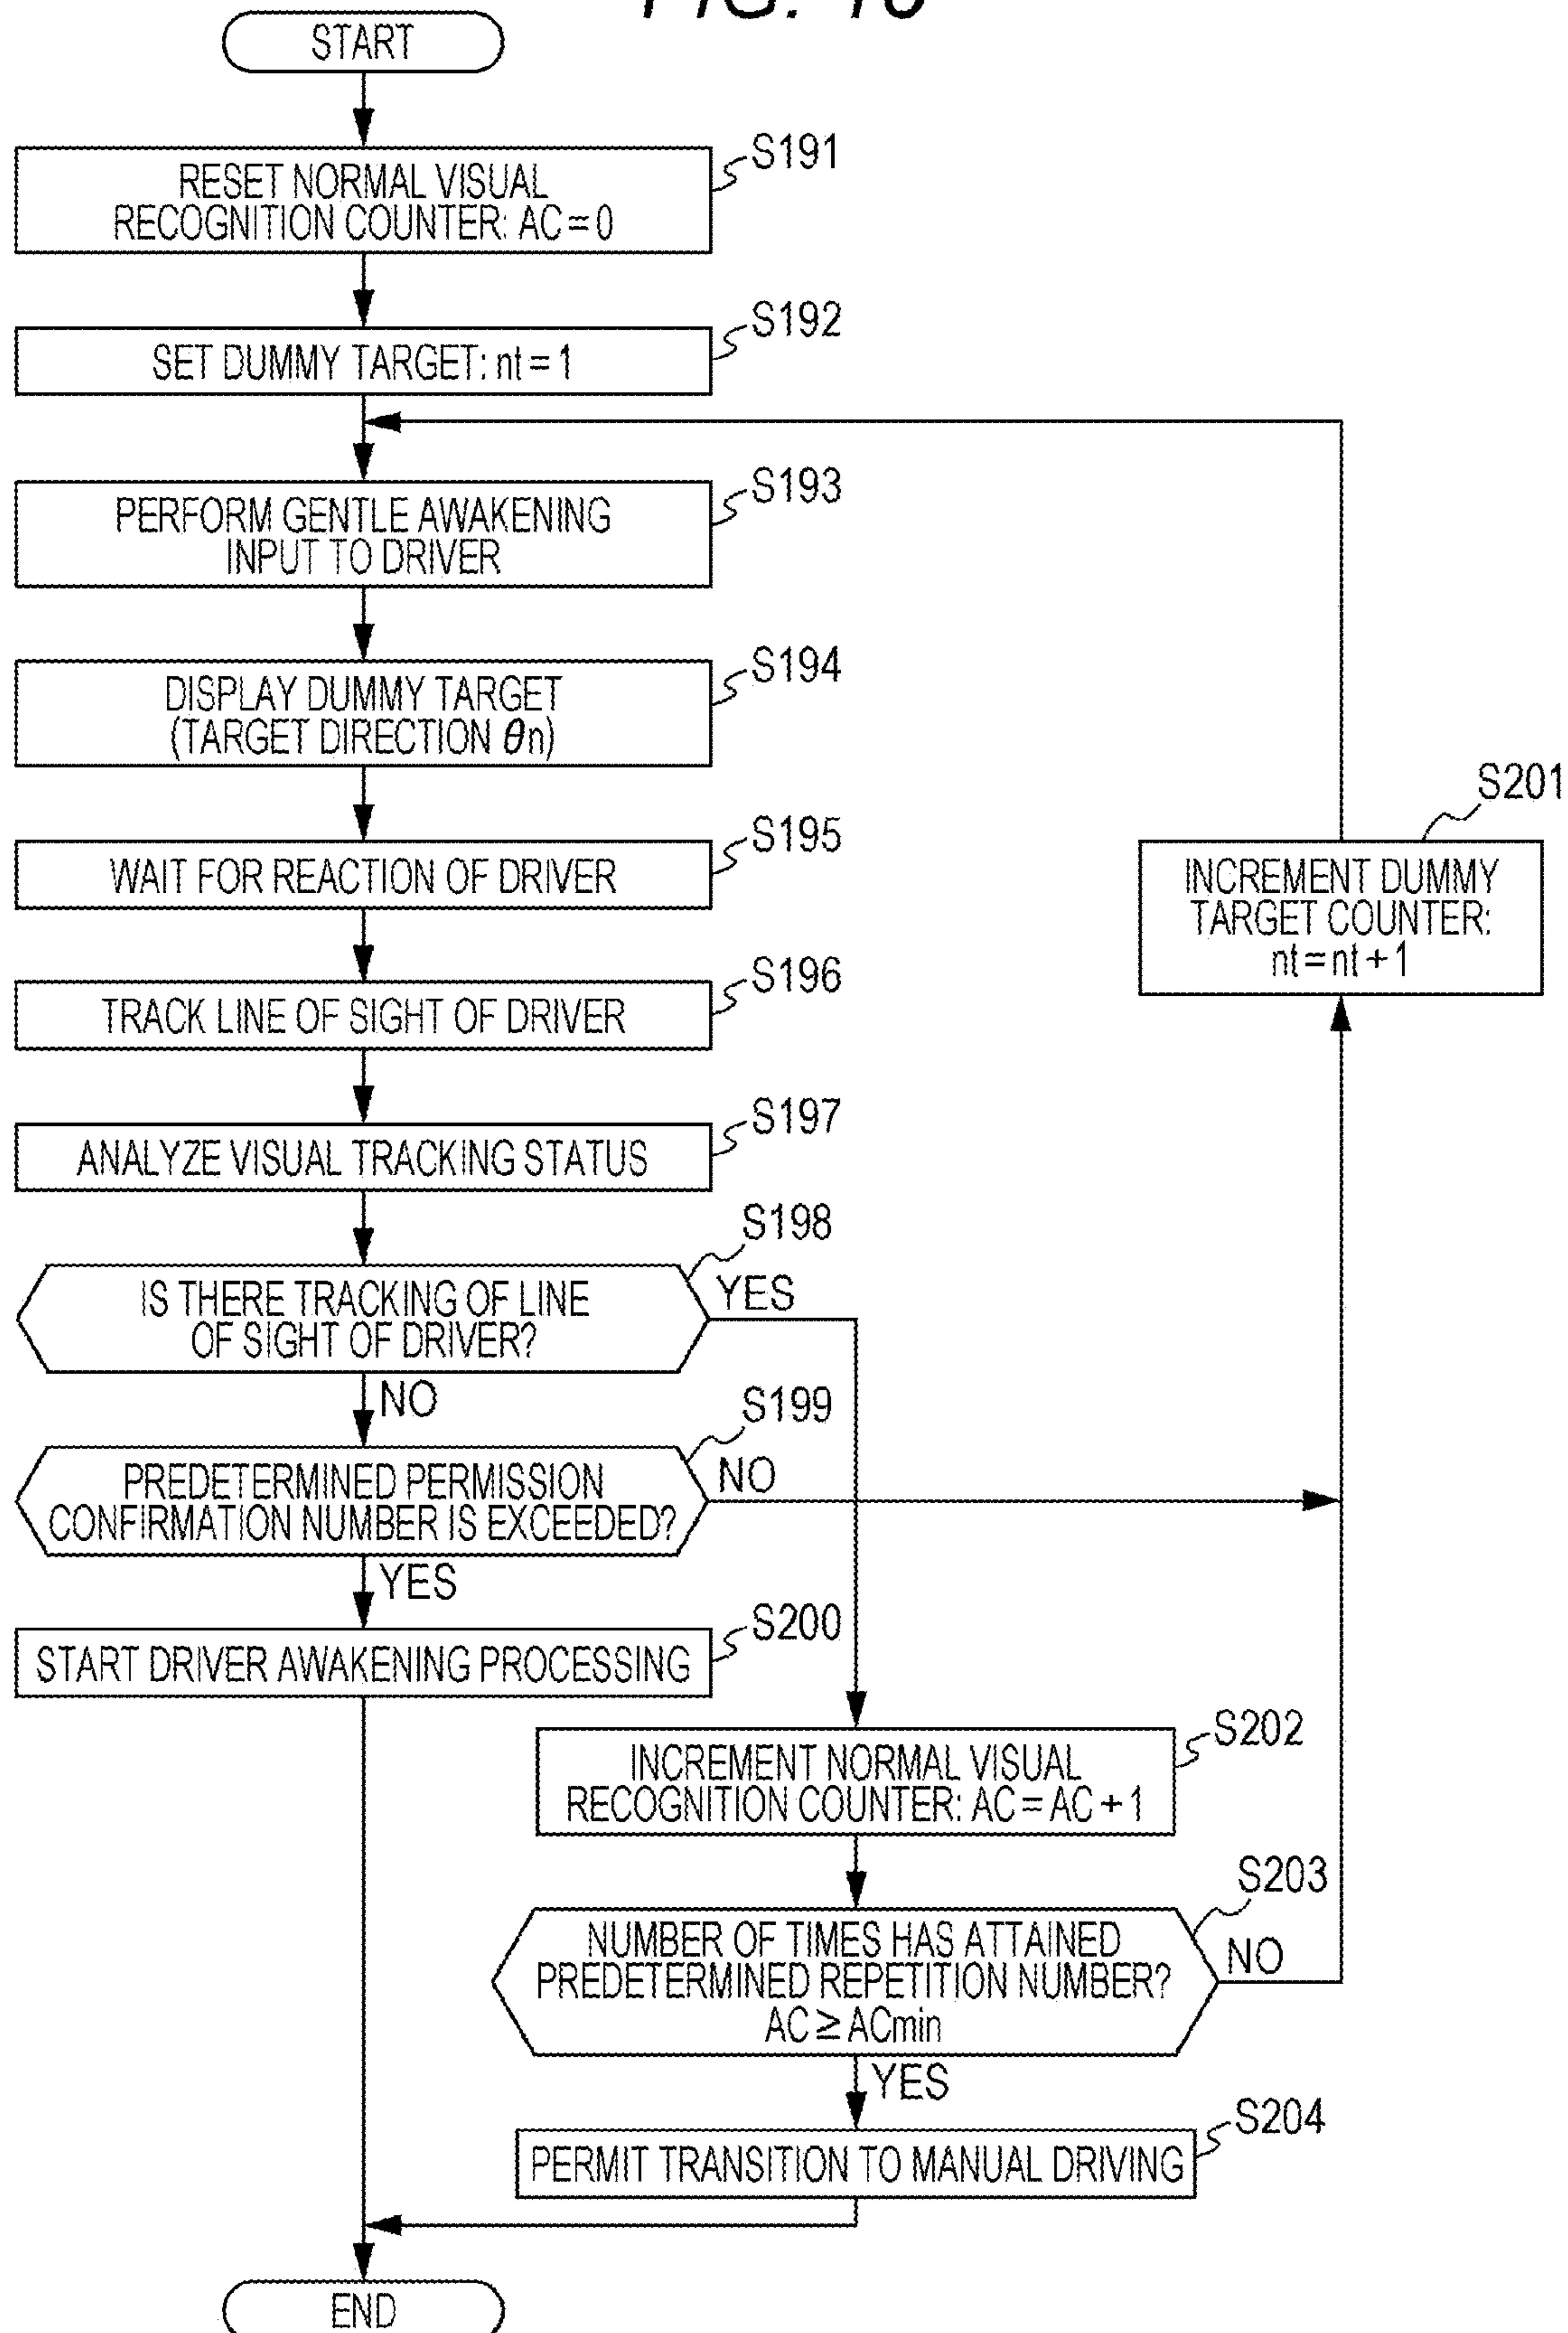 START
RESET NORMAL VISUAL
RECOGNITION COUNTER: AC = 0
S191
SET DUMMY TARGET: nt = 1
S192
PERFORM GENTLE AWAKENING
INPUT TO DRIVER
S193
DISPLAY DUMMY TARGET
(TARGET DIRECTION θn)
S194
WAIT FOR REACTION OF DRIVER
S195
TRACK LINE OF SIGHT OF DRIVER
S196
ANALYZE VISUAL TRACKING STATUS
S197
IS THERE TRACKING OF LINE
OF SIGHT OF DRIVER?
S198
YES
NO
PREDETERMINED PERMISSION
CONFIRMATION NUMBER IS EXCEEDED?
S199
NO
YES
START DRIVER AWAKENING PROCESSING
S200
S201
INCREMENT DUMMY
TARGET COUNTER:
nt = nt + 1
INCREMENT NORMAL VISUAL
RECOGNITION COUNTER: AC = AC + 1
S202
NUMBER OF TIMES HAS ATTAINED
PREDETERMINED REPETITION NUMBER?
AC ≥ ACmin
S203
NO
YES
PERMIT TRANSITION TO MANUAL DRIVING
S204
END